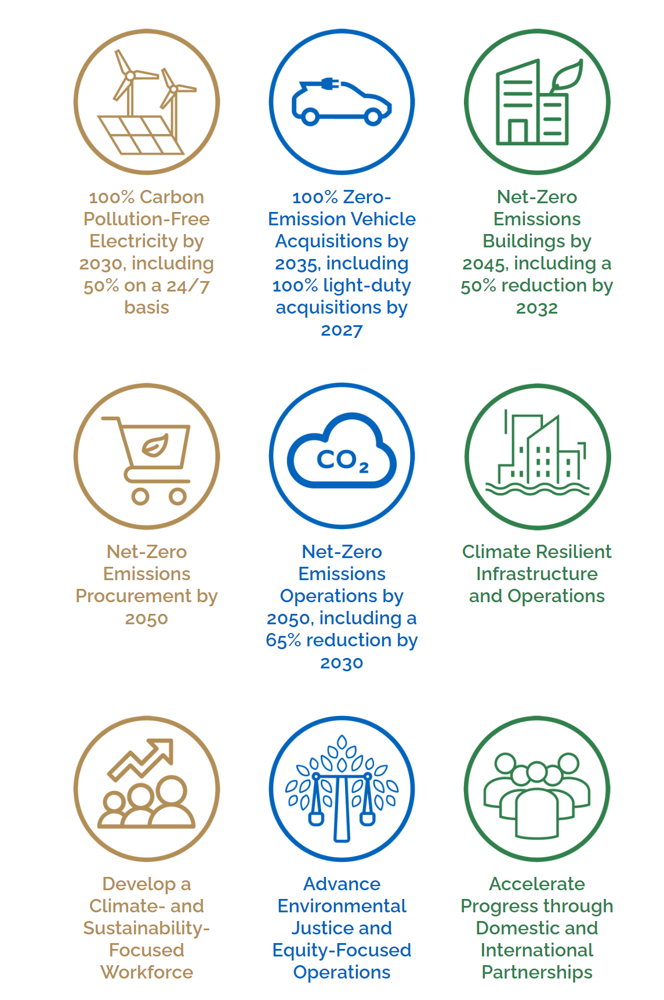 100% Carbon
Pollution-Free
Electricity by
2030, including
50% on a 24/7
basis
100% Zero-
Emission Vehicle
Acquisitions by
2035, including
100% light-duty
acquisitions by
2027
Net-Zero
Emissions
Buildings by
2045, including a
50% reduction by
2032
Net-Zero
Emissions
Procurement by
2050
CO₂
Net-Zero
Emissions
Operations by
2050, including a
65% reduction by
2030
Climate Resilient
Infrastructure
and Operations
Develop a
Climate- and
Sustainability-
Focused
Workforce
Advance
Environmental
Justice and
Equity-Focused
Operations
Accelerate
Progress through
Domestic and
International
Partnerships